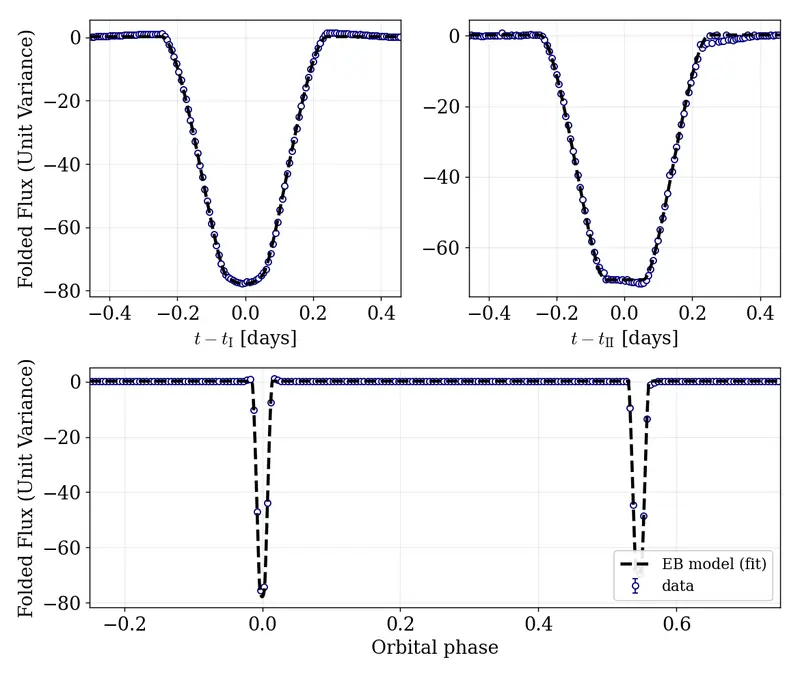 Folded Flux (Unit Variance)
0
−20
−40
−60
−80
−0.4 −0.2 0.0 0.2 0.4
t − tI [days]
0
−20
−40
−60
−0.4 −0.2 0.0 0.2 0.4
t − tII [days]
Folded Flux (Unit Variance)
0
−20
−40
−60
−80
−0.2 0.0 0.2 0.4 0.6
Orbital phase
EB model (fit)
data